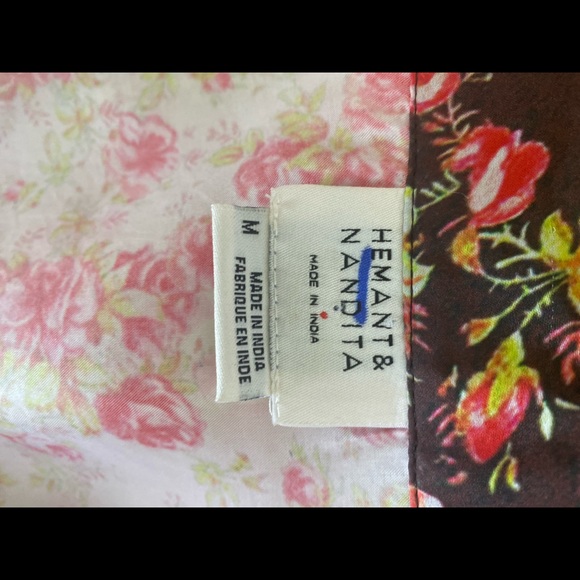 HEMANT &
NANDITA
MADE IN INDIA
M
MADE IN INDIA
FABRIQUE EN INDE